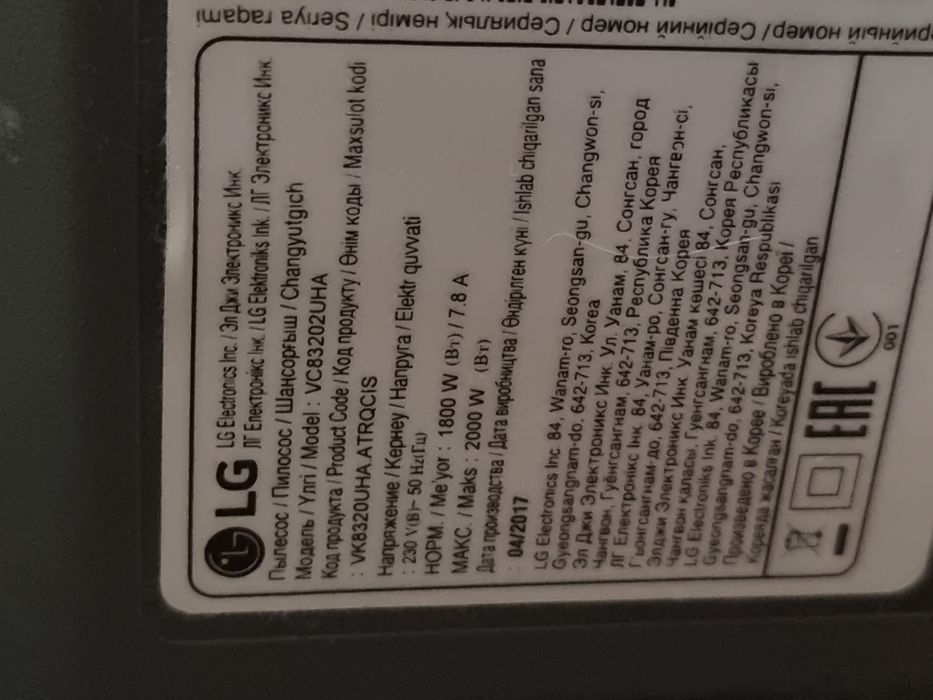 LG
LG Electronics Inc. / Эл Джи Электроникс Инк.
ЛГ Електронікс Інк. / LG Elektroniks Ink. / ЛГ Электроникс Инк
Пылесос / Пилосос / Шаңсорғыш / Changyutgich
Модель / Үлгі / Model : VC83202UHA
Код продукта / Product Code / Код продукту / Өнім коды / Maxsulot kodi
: VK8320UHA.ATRQCIS
Напряжение / Кернеу / Напруга / Elektr quvvati
: 230 V(В)~ 50 Hz(Гц)
НОРМ. / Me'yor : 1800 W (Вт) / 7.8 A
МАКС. / Maks : 2000 W (Вт)
Дата производства / Дата виробництва / Өндірілген күні / Ishlab chiqarilgan sana
: 04/2017
LG Electronics Inc 84, Wanam-ro, Seongsan-gu, Changwon-si,
Gyeongsangnam-do, 642-713, Korea
Эл Джи Электроникс Инк. Ул. Уанам, 84, Сонгсан, город
Чангвон, Гуёнгсангнам, 642-713, Республика Корея
ЛГ Електронікс Інк. 84, Уанам-ро, Сонгсан-гу, Чангвон-сі,
Гьонгсангнам-до, 642-713, Південна Корея
Элджи Электроникс Инк Уанам көшесі 84, Сонгсан,
Чангвон қаласы, Гуёнгсангнам, 642-713, Корея Республикасы
LG Elektroniks Ink 84, Wanam-ro, Seongsan-gu, Changwon-si,
Gyeongsangnam-do, 642-713, Koreya Respublikasi
Произведено в Корее / Вироблено в Кореї /
Кореяда жасалған / Koreyada ishlab chiqarilgan
EAC
001
ерийный номер / Серійний номер / Сериялық нөмірі / Seriya raqami